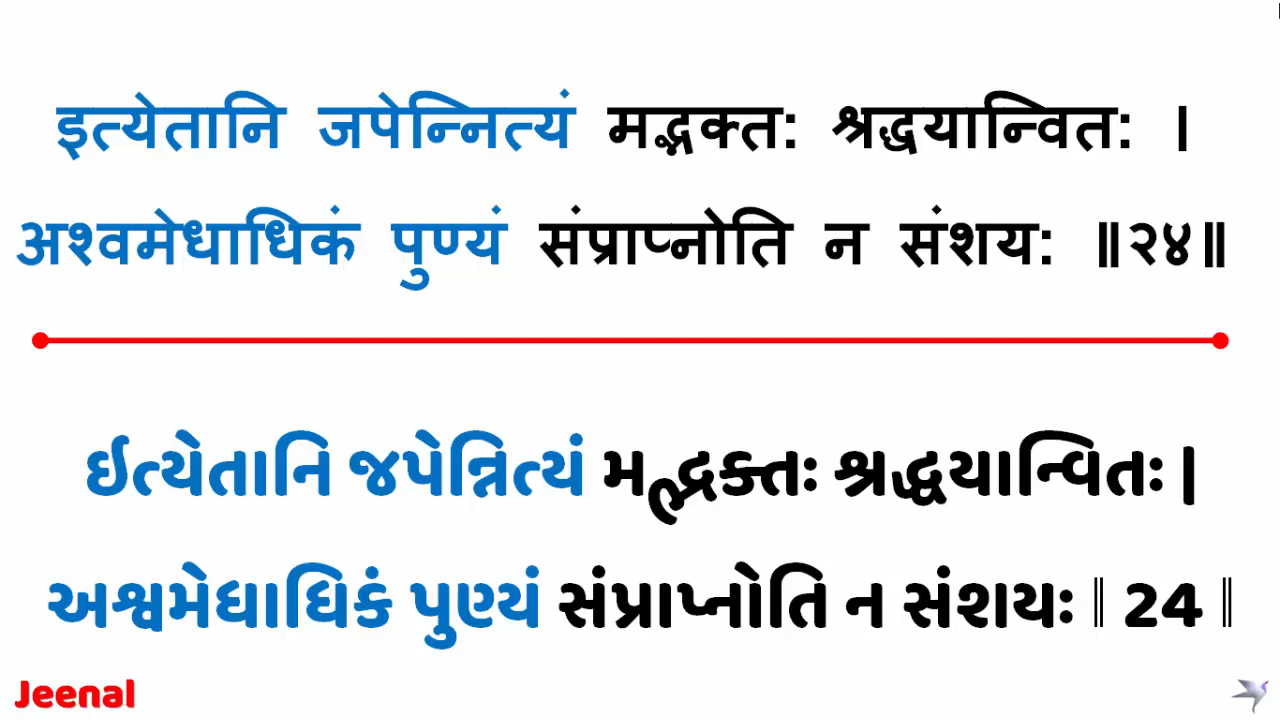 इत्येतानि जपेन्नित्यं मद्भक्त: श्रद्धयान्वित: ।
अश्वमेधाधिकं पुण्यं संप्राप्नोति न संशय: ॥२४॥
ઇત્યેતાનિ જપેન્નિત્યં મદ્ભક્તઃ શ્રદ્ધયાન્વિતઃ |
અશ્વમેધાધિકં પુણ્યં સંપ્રાપ્નોતિ ન સંશયઃ ‖ 24 ‖
Jeenal